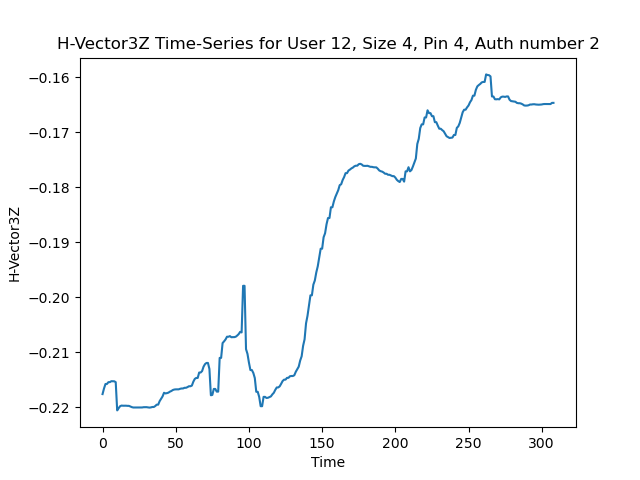 H-Vector3Z Time-Series for User 12, Size 4, Pin 4, Auth number 2
−0.16
−0.17
−0.18
−0.19
−0.20
−0.21
−0.22
H-Vector3Z
0 50 100 150 200 250 300
Time